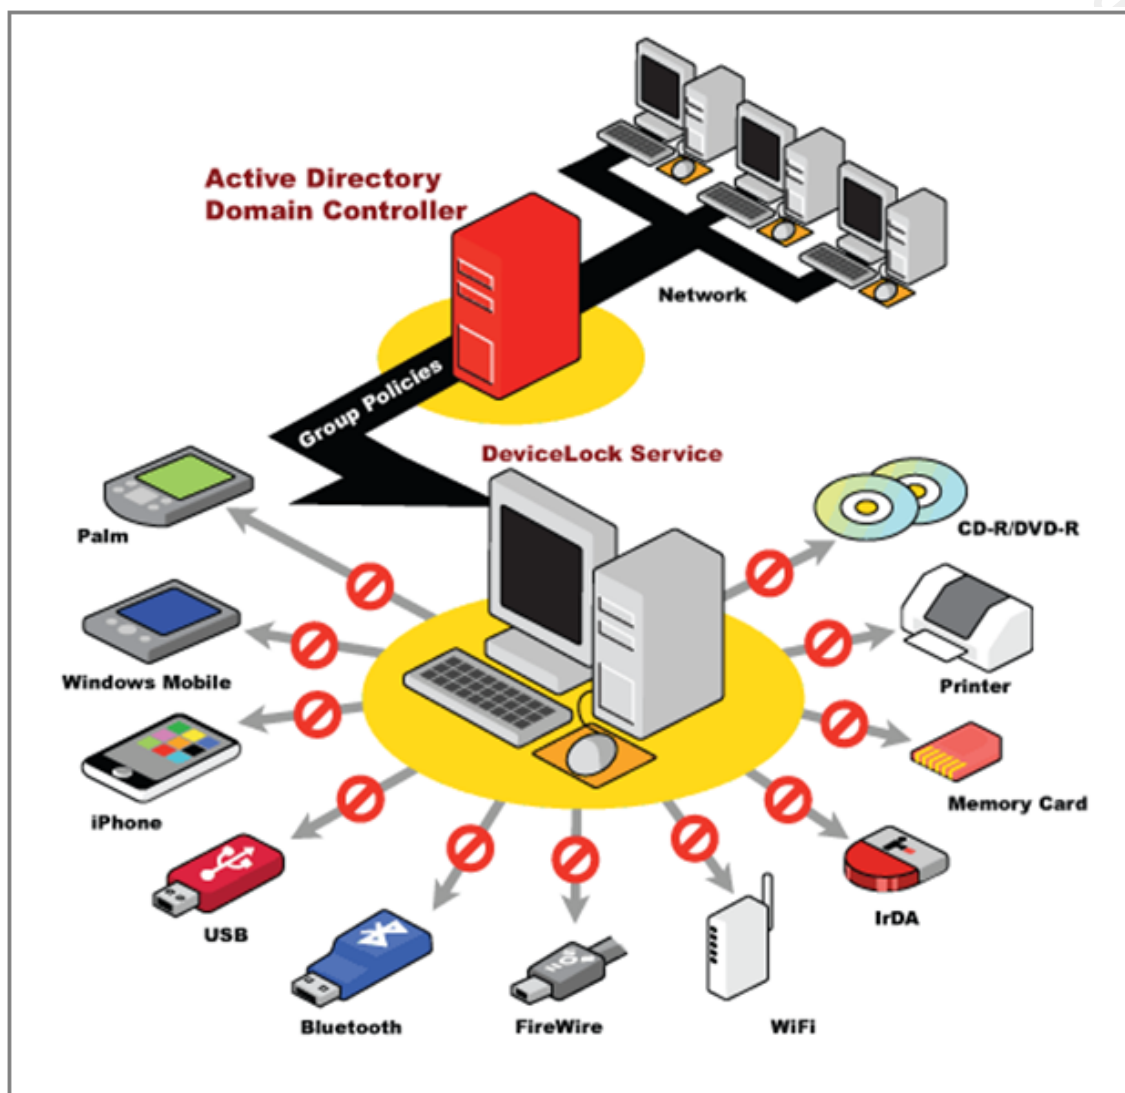 Active Directory
Domain Controller
Network
Group Policies
DeviceLock Service
Palm
CD-R/DVD-R
Windows Mobile
Printer
iPhone
Memory Card
USB
IrDA
Bluetooth
FireWire
WiFi